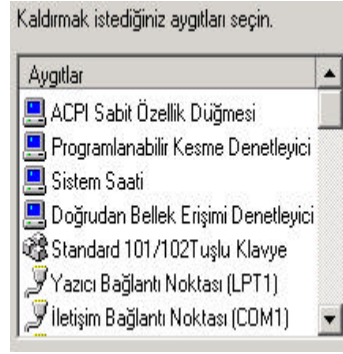 Kaldırmak istediğiniz aygıtları seçin.
Aygıtlar
ACPI Sabit Özellik Düğmesi
Programlanabilir Kesme Denetleyici
Sistem Saati
Doğrudan Bellek Erişimi Denetleyici
Standard 101/102Tuşlu Klavye
Yazıcı Bağlantı Noktası (LPT1)
İletişim Bağlantı Noktası (COM1)